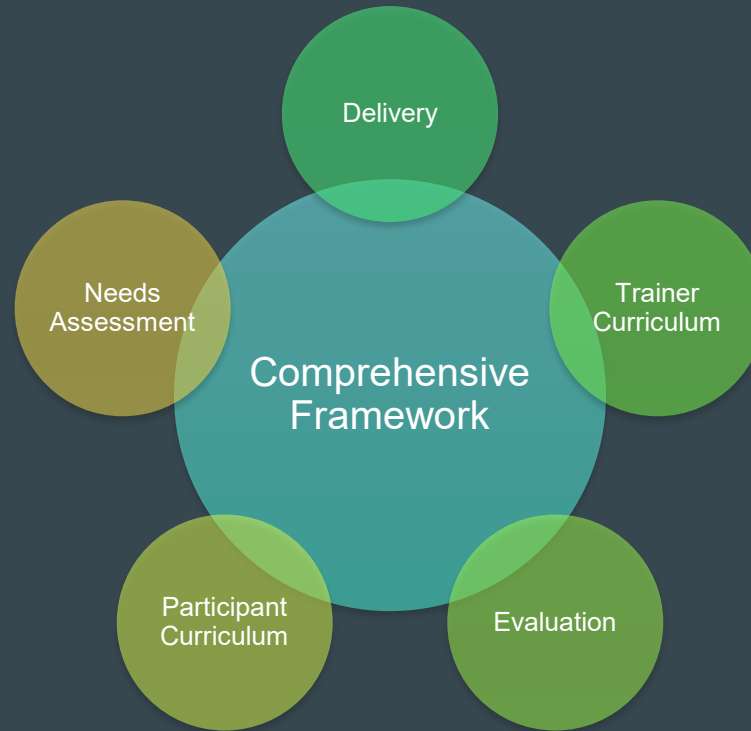 Delivery
Needs
Assessment
Trainer
Curriculum
Comprehensive
Framework
Participant
Curriculum
Evaluation